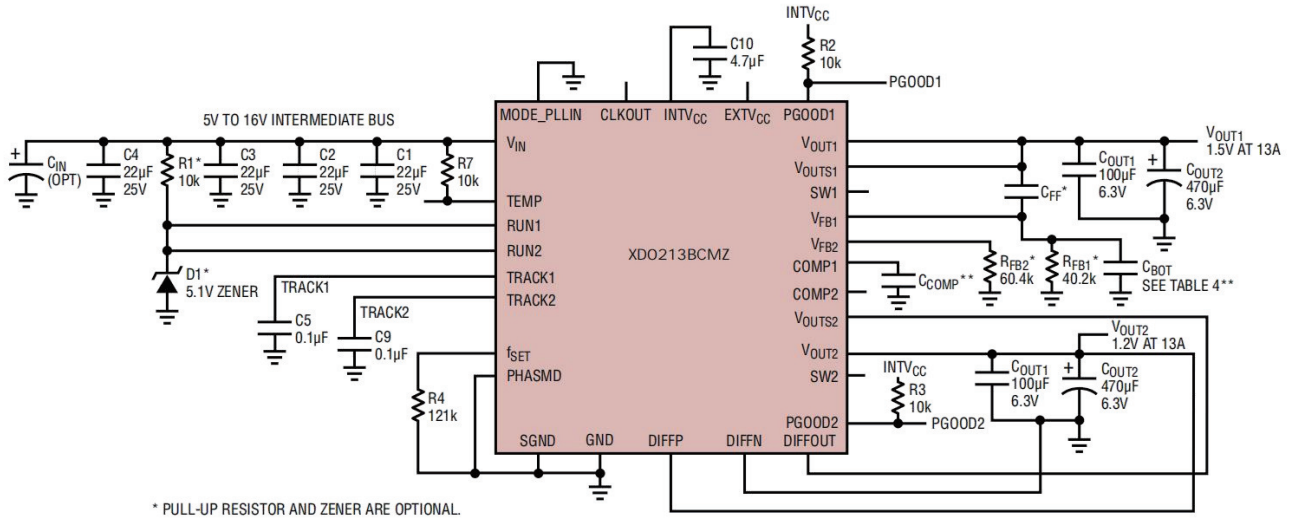 INTVCC
C10
4.7µF
R2
10k
PGOOD1
MODE_PLLIN CLKOUT INTVCC EXTVCC PGOOD1
5V TO 16V INTERMEDIATE BUS
VIN
CIN
(OPT)
C4
22µF
25V
R1*
10k
C3
22µF
25V
C2
22µF
25V
C1
22µF
25V
R7
10k
TEMP
RUN1
RUN2
TRACK1
TRACK2
fSET
PHASMD
D1*
5.1V ZENER
TRACK1
C5
0.1µF
TRACK2
C9
0.1µF
R4
121k
XD0213BCMZ
VOUT1
VOUTS1
SW1
VFB1
VFB2
COMP1
COMP2
VOUTS2
VOUT2
SW2
PGOOD2
SGND GND DIFFP DIFFN DIFFOUT
VOUT1
1.5V AT 13A
+
COUT1
100µF
6.3V
+
COUT2
470µF
6.3V
CFF*
CCOMP**
RFB2*
60.4k
RFB1*
40.2k
CBOT
SEE TABLE 4**
VOUT2
1.2V AT 13A
INTVCC
R3
10k
PGOOD2
COUT1
100µF
6.3V
+
COUT2
470µF
6.3V
* PULL-UP RESISTOR AND ZENER ARE OPTIONAL.